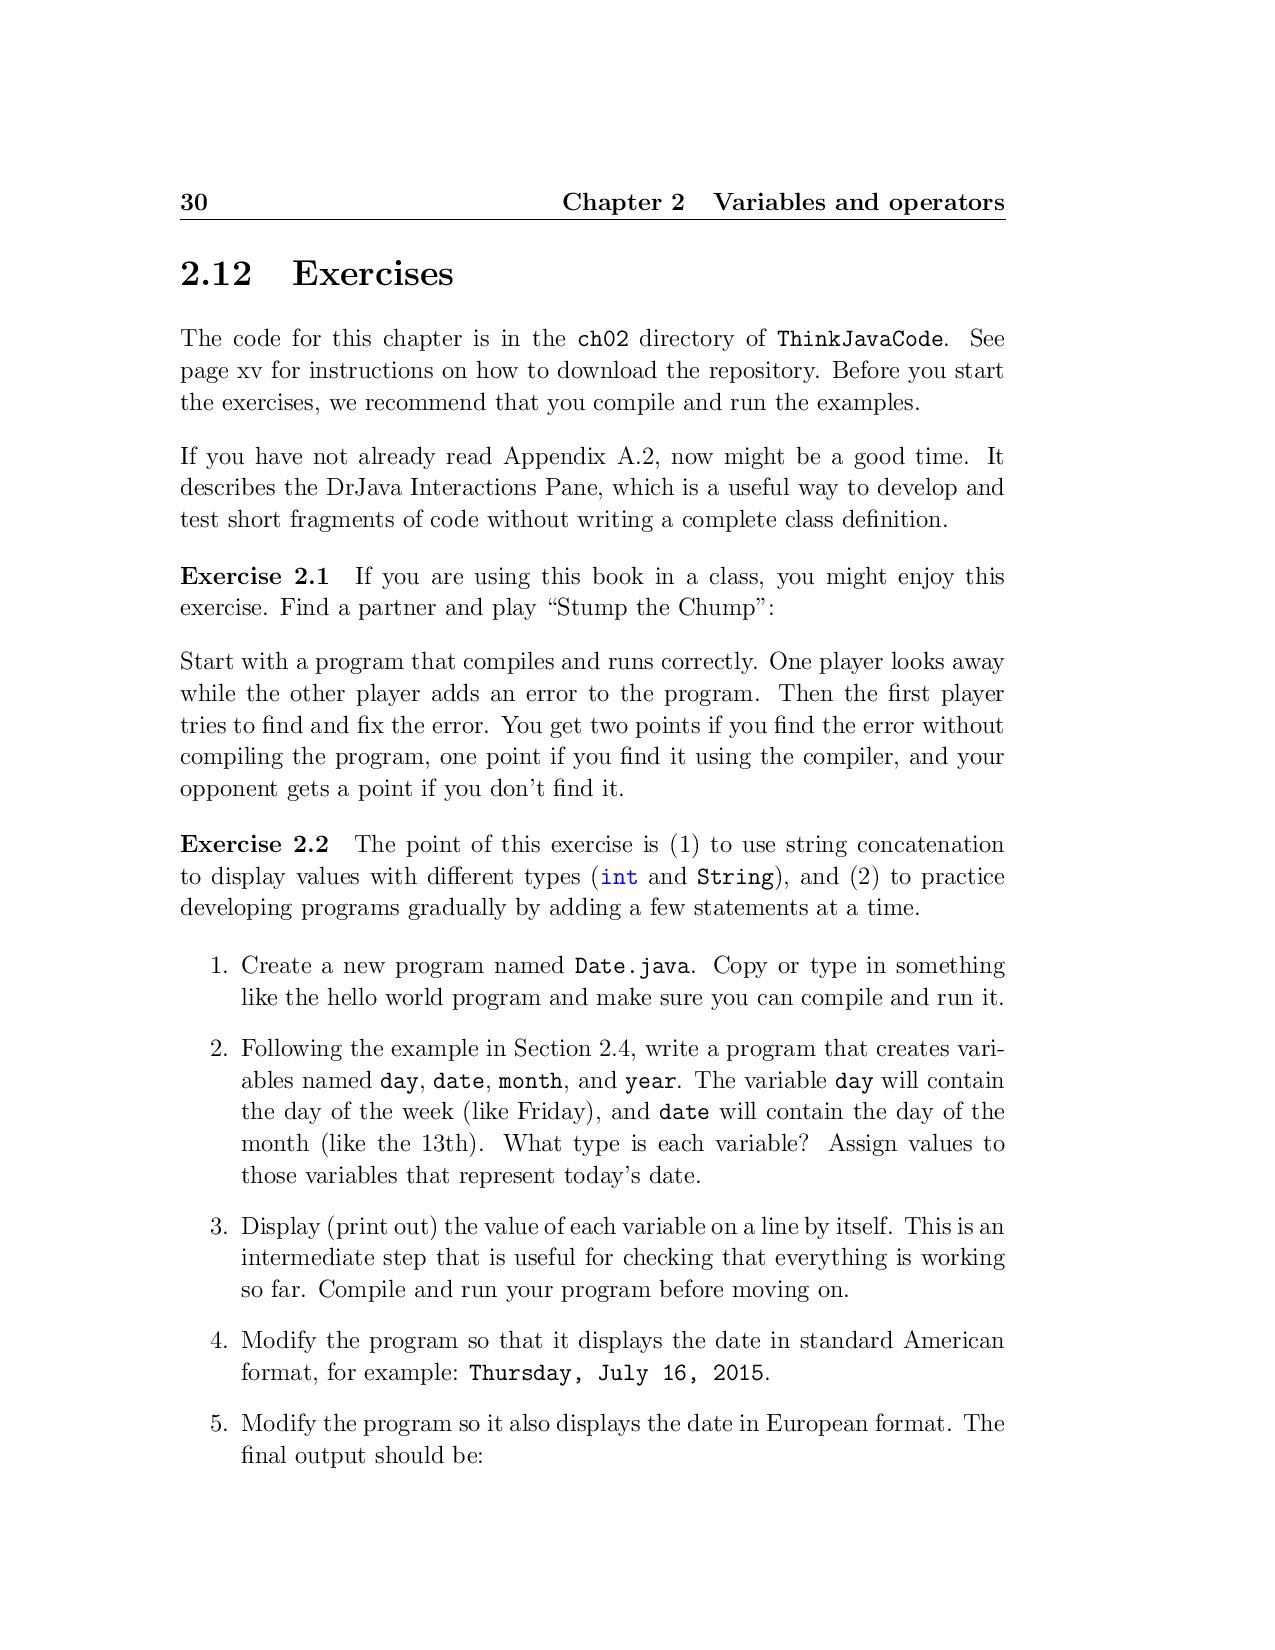 30 Chapter 2 Variables and operators
2.12 Exercises
The code for this chapter is in the ch02 directory of ThinkJavaCode. See
page xv for instructions on how to download the repository. Before you start
the exercises, we recommend that you compile and run the examples.
If you have not already read Appendix A.2, now might be a good time. It
describes the DrJava Interactions Pane, which is a useful way to develop and
test short fragments of code without writing a complete class definition.
Exercise 2.1 If you are using this book in a class, you might enjoy this
exercise. Find a partner and play “Stump the Chump”:
Start with a program that compiles and runs correctly. One player looks away
while the other player adds an error to the program. Then the first player
tries to find and fix the error. You get two points if you find the error without
compiling the program, one point if you find it using the compiler, and your
opponent gets a point if you don’t find it.
Exercise 2.2 The point of this exercise is (1) to use string concatenation
to display values with different types (int and String), and (2) to practice
developing programs gradually by adding a few statements at a time.
1. Create a new program named Date.java. Copy or type in something
like the hello world program and make sure you can compile and run it.
2. Following the example in Section 2.4, write a program that creates vari-
ables named day, date, month, and year. The variable day will contain
the day of the week (like Friday), and date will contain the day of the
month (like the 13th). What type is each variable? Assign values to
those variables that represent today’s date.
3. Display (print out) the value of each variable on a line by itself. This is an
intermediate step that is useful for checking that everything is working
so far. Compile and run your program before moving on.
4. Modify the program so that it displays the date in standard American
format, for example: Thursday, July 16, 2015.
5. Modify the program so it also displays the date in European format. The
final output should be: